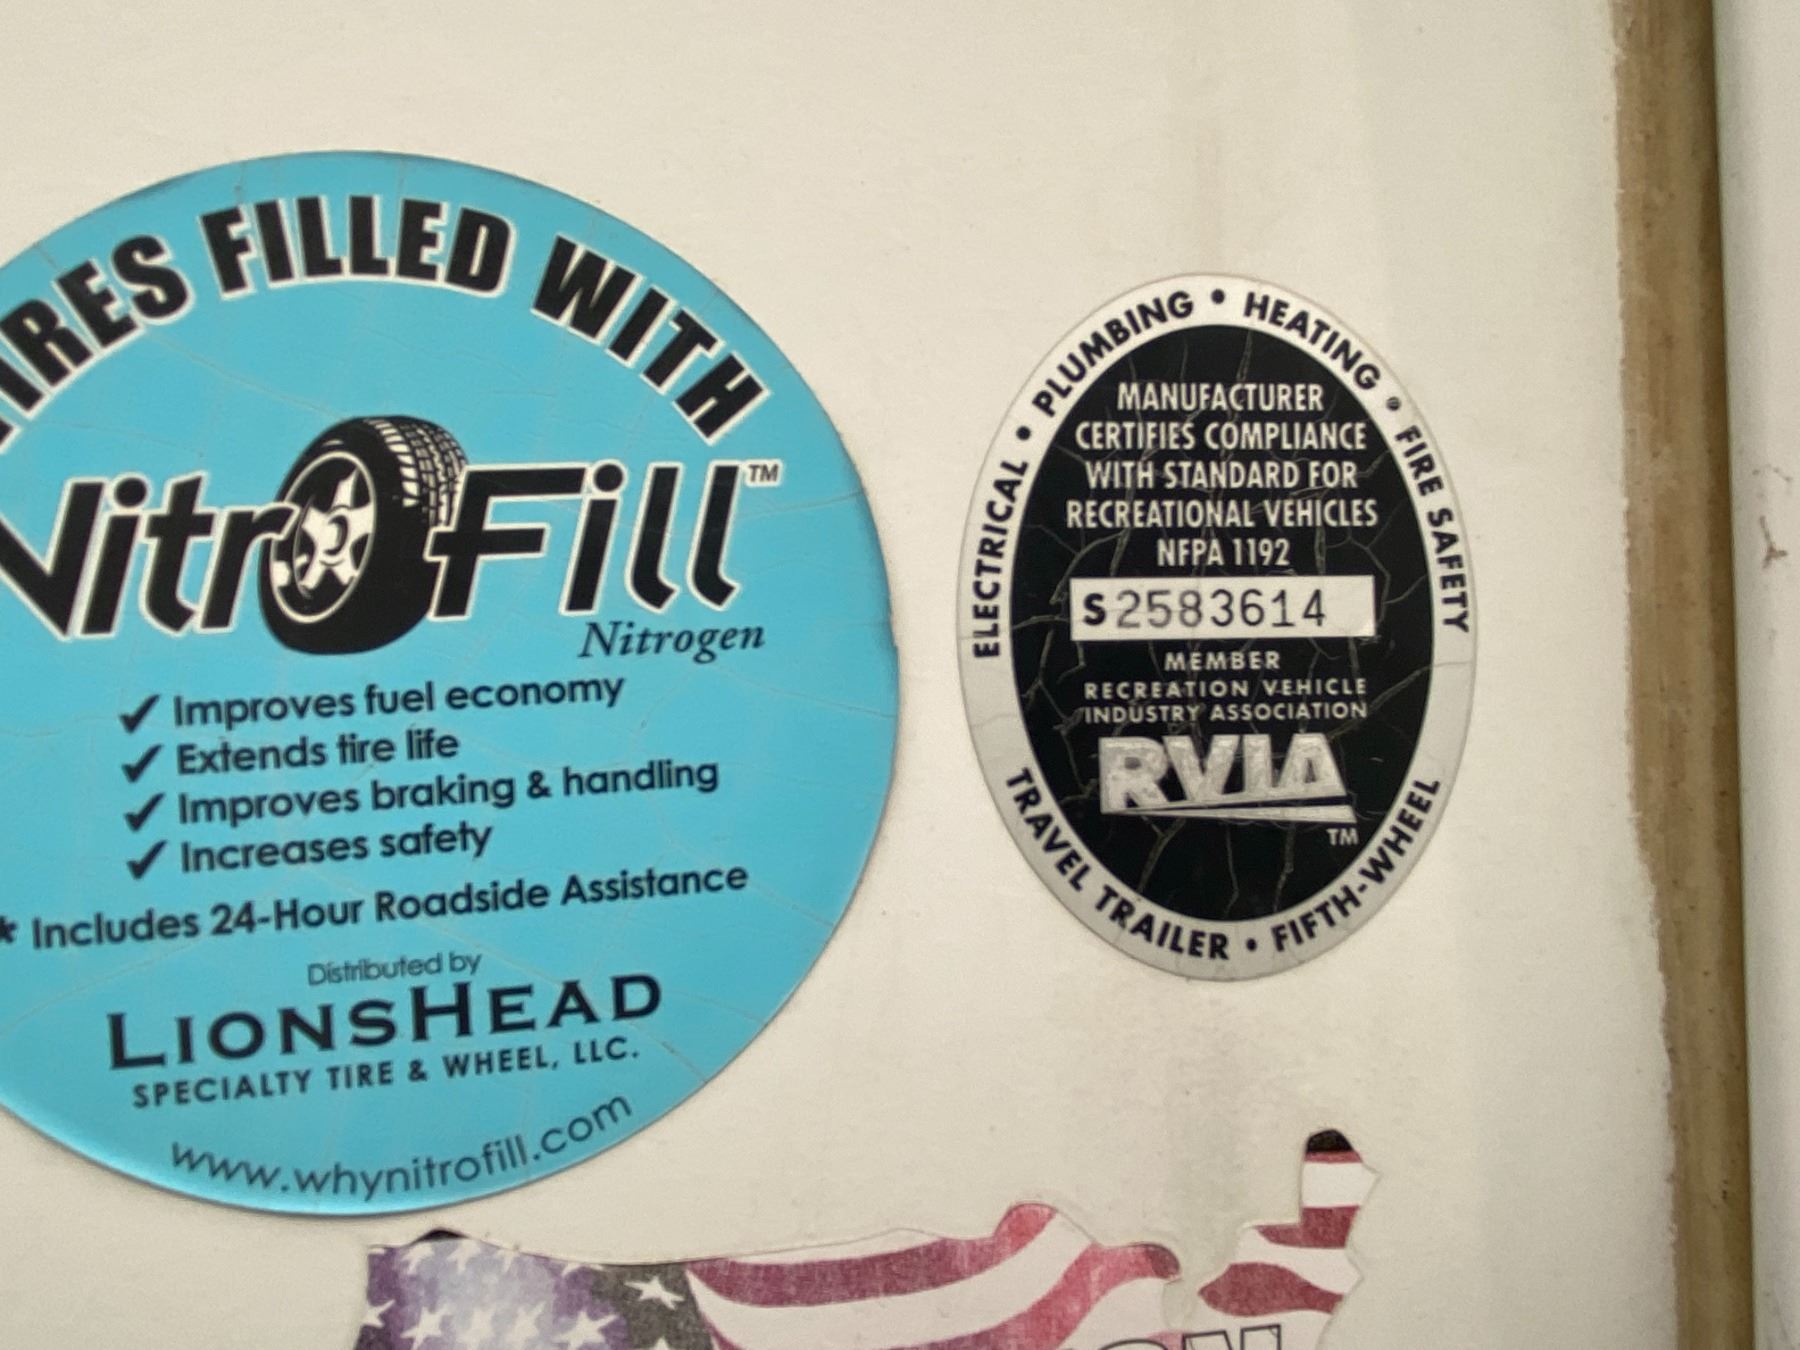 TIRES FILLED WITH
NitroFill™
Nitrogen
✓ Improves fuel economy
✓ Extends tire life
✓ Improves braking & handling
✓ Increases safety
* Includes 24-Hour Roadside Assistance
Distributed by
LIONSHEAD
SPECIALTY TIRE & WHEEL, LLC.
www.whynitrofill.com
ELECTRICAL • PLUMBING • HEATING • FIRE SAFETY
MANUFACTURER
CERTIFIES COMPLIANCE
WITH STANDARD FOR
RECREATIONAL VEHICLES
NFPA 1192
S2583614
MEMBER
RECREATION VEHICLE
INDUSTRY ASSOCIATION
RVIA
TM
TRAVEL TRAILER • FIFTH-WHEEL